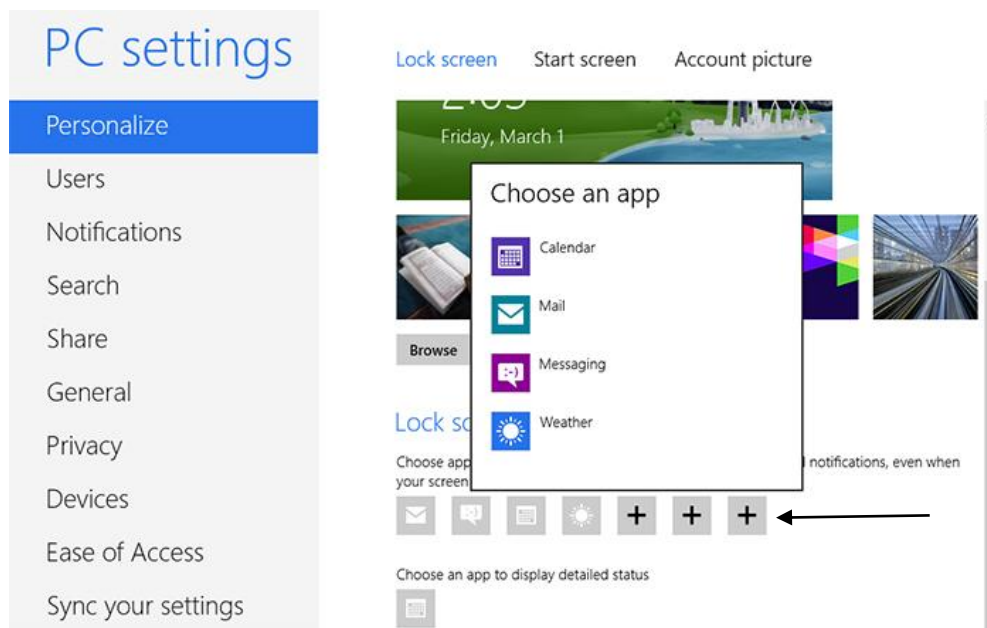 PC settings
Personalize
Users
Notifications
Search
Share
General
Privacy
Devices
Ease of Access
Sync your settings
Lock screen Start screen Account picture
Friday, March 1
Choose an app
Calendar
Mail
Messaging
Weather
Browse
Lock
Choose app notifications, even when
your screen
Choose an app to display detailed status